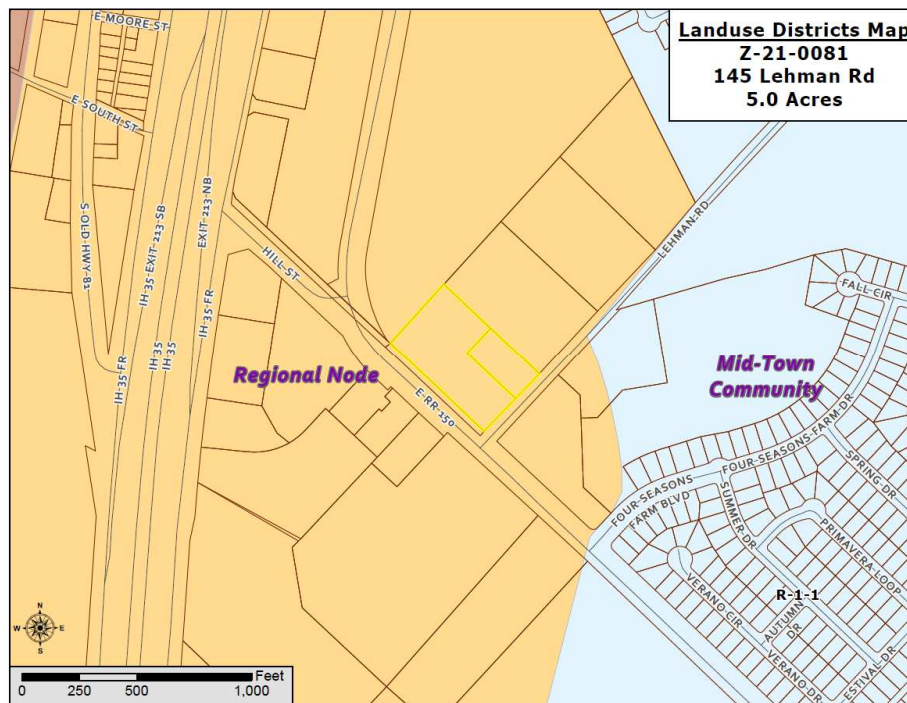 Landuse Districts Map
Z-21-0081
145 Lehman Rd
5.0 Acres
E MOORE ST
E SOUTH ST
S OLD HWY 81
IH 35 EXIT 213 SB
EXIT 213 NB
IH 35 FR
IH 35 FR
IH 35
IH 35
HILL ST
LEHMAN RD
E RR 150
Regional Node
Mid-Town
Community
FALL CIR
FOUR SEASONS FARM DR
FOUR SEASONS
FARM BLVD
SPRING DR
SUMMER DR
PRIMAVERA LOOP
R-1-1
VERANO CIR
AUTUMN
DR
VERANO DR
ESTIVAL DR
N
W E
S
Feet
0 250 500 1,000